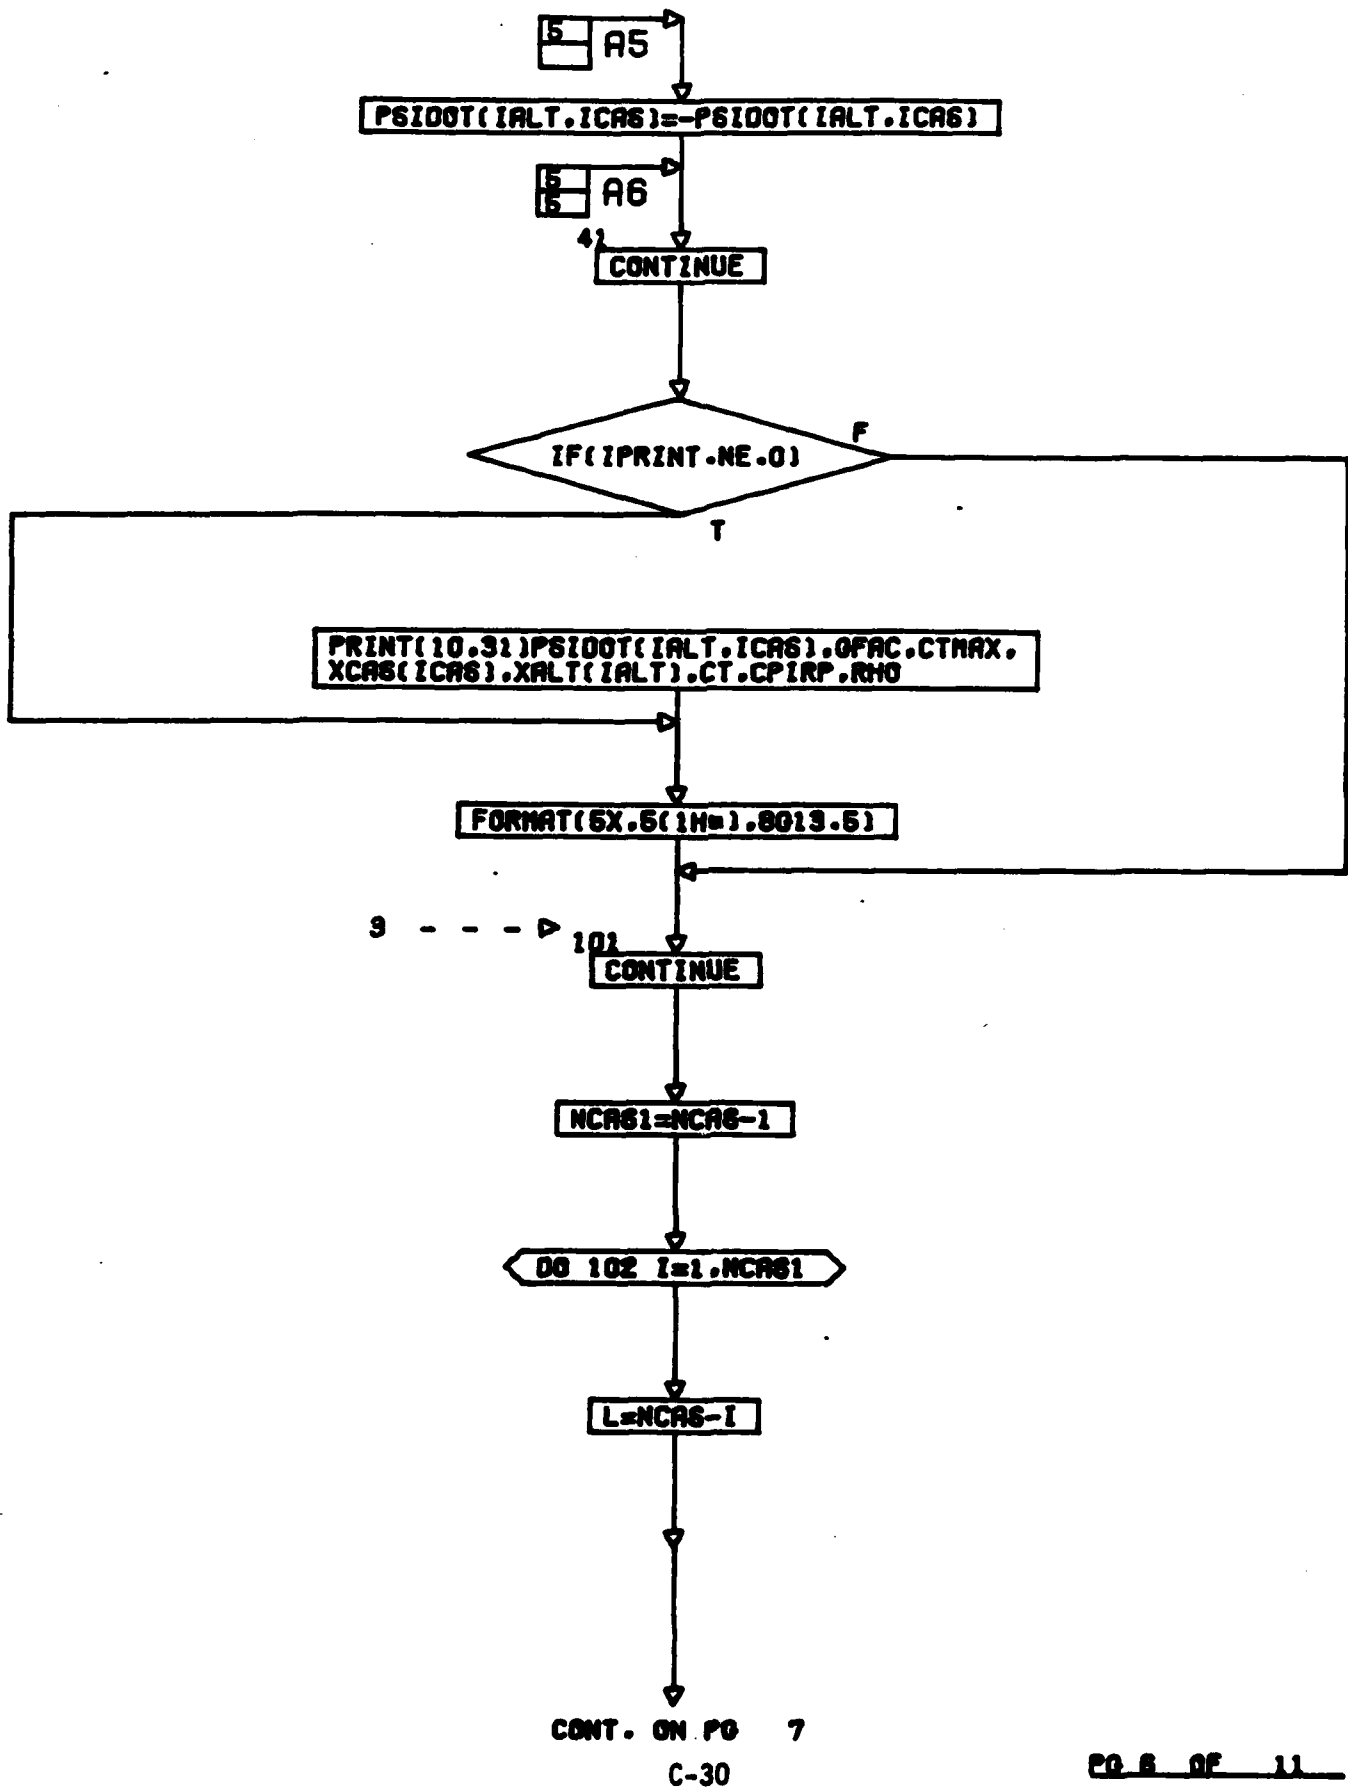 5
A5
PSIDOT(IALT,ICAS)=-PSIDOT(IALT,ICAS)
5
5
A6
41
CONTINUE
IF(IPRINT.NE.0)
F
T
PRINT(10,31)PSIDOT(IALT,ICAS),GFAC,CTMAX,
XCAS(ICAS),XALT(IALT),CT,CPIRP,RHO
FORMAT(5X,5(1H*),8G13.5)
3 - - -
101
CONTINUE
NCAS1=NCAS-1
DO 102 I=1,NCAS1
L=NCAS-I
CONT. ON PG 7
C-30
PG 6 OF 11